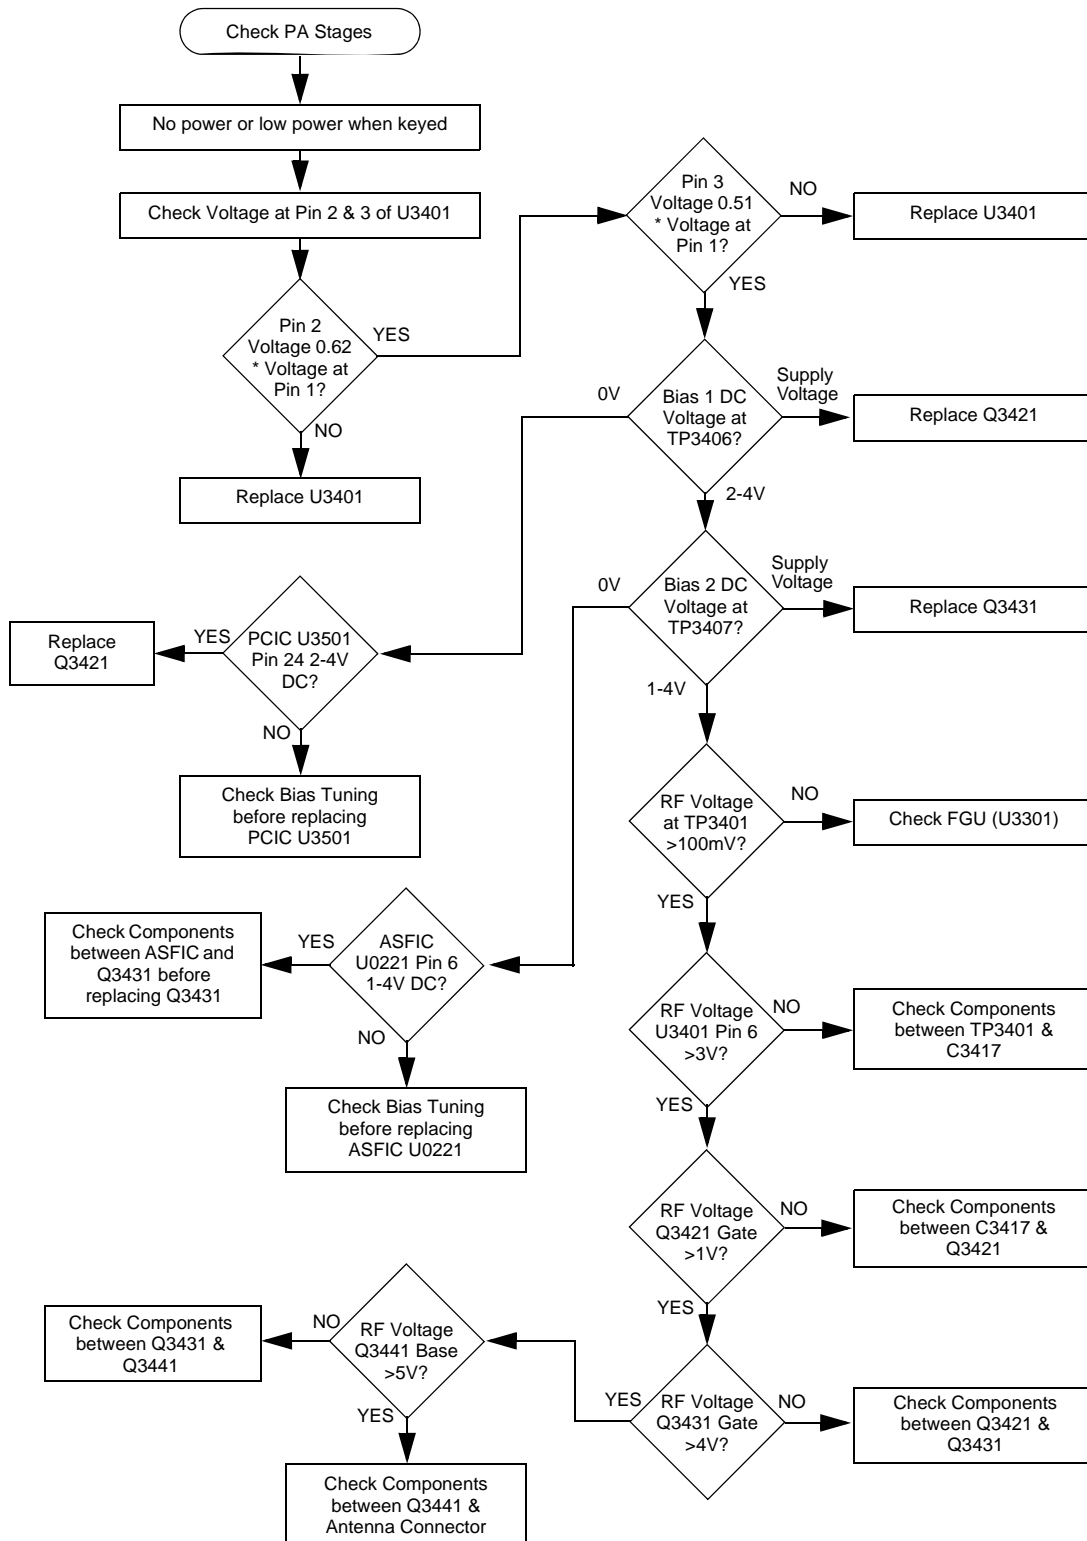 Check PA Stages
No power or low power when keyed
Check Voltage at Pin 2 & 3 of U3401
Pin 2
Voltage 0.62
* Voltage at
Pin 1?
YES
NO
Replace U3401
Pin 3
Voltage 0.51
* Voltage at
Pin 1?
NO
Replace U3401
YES
Bias 1 DC
Voltage at
TP3406?
0V
Supply
Voltage
Replace Q3421
2-4V
Bias 2 DC
Voltage at
TP3407?
0V
Supply
Voltage
Replace Q3431
1-4V
PCIC U3501
Pin 24 2-4V
DC?
YES
Replace
Q3421
NO
Check Bias Tuning
before replacing
PCIC U3501
RF Voltage
at TP3401
>100mV?
NO
Check FGU (U3301)
YES
ASFIC
U0221 Pin 6
1-4V DC?
YES
Check Components
between ASFIC and
Q3431 before
replacing Q3431
NO
Check Bias Tuning
before replacing
ASFIC U0221
RF Voltage
U3401 Pin 6
>3V?
NO
Check Components
between TP3401 &
C3417
YES
RF Voltage
Q3421 Gate
>1V?
NO
Check Components
between C3417 &
Q3421
YES
RF Voltage
Q3431 Gate
>4V?
NO
Check Components
between Q3421 &
Q3431
YES
RF Voltage
Q3441 Base
>5V?
NO
Check Components
between Q3431 &
Q3441
YES
Check Components
between Q3441 &
Antenna Connector